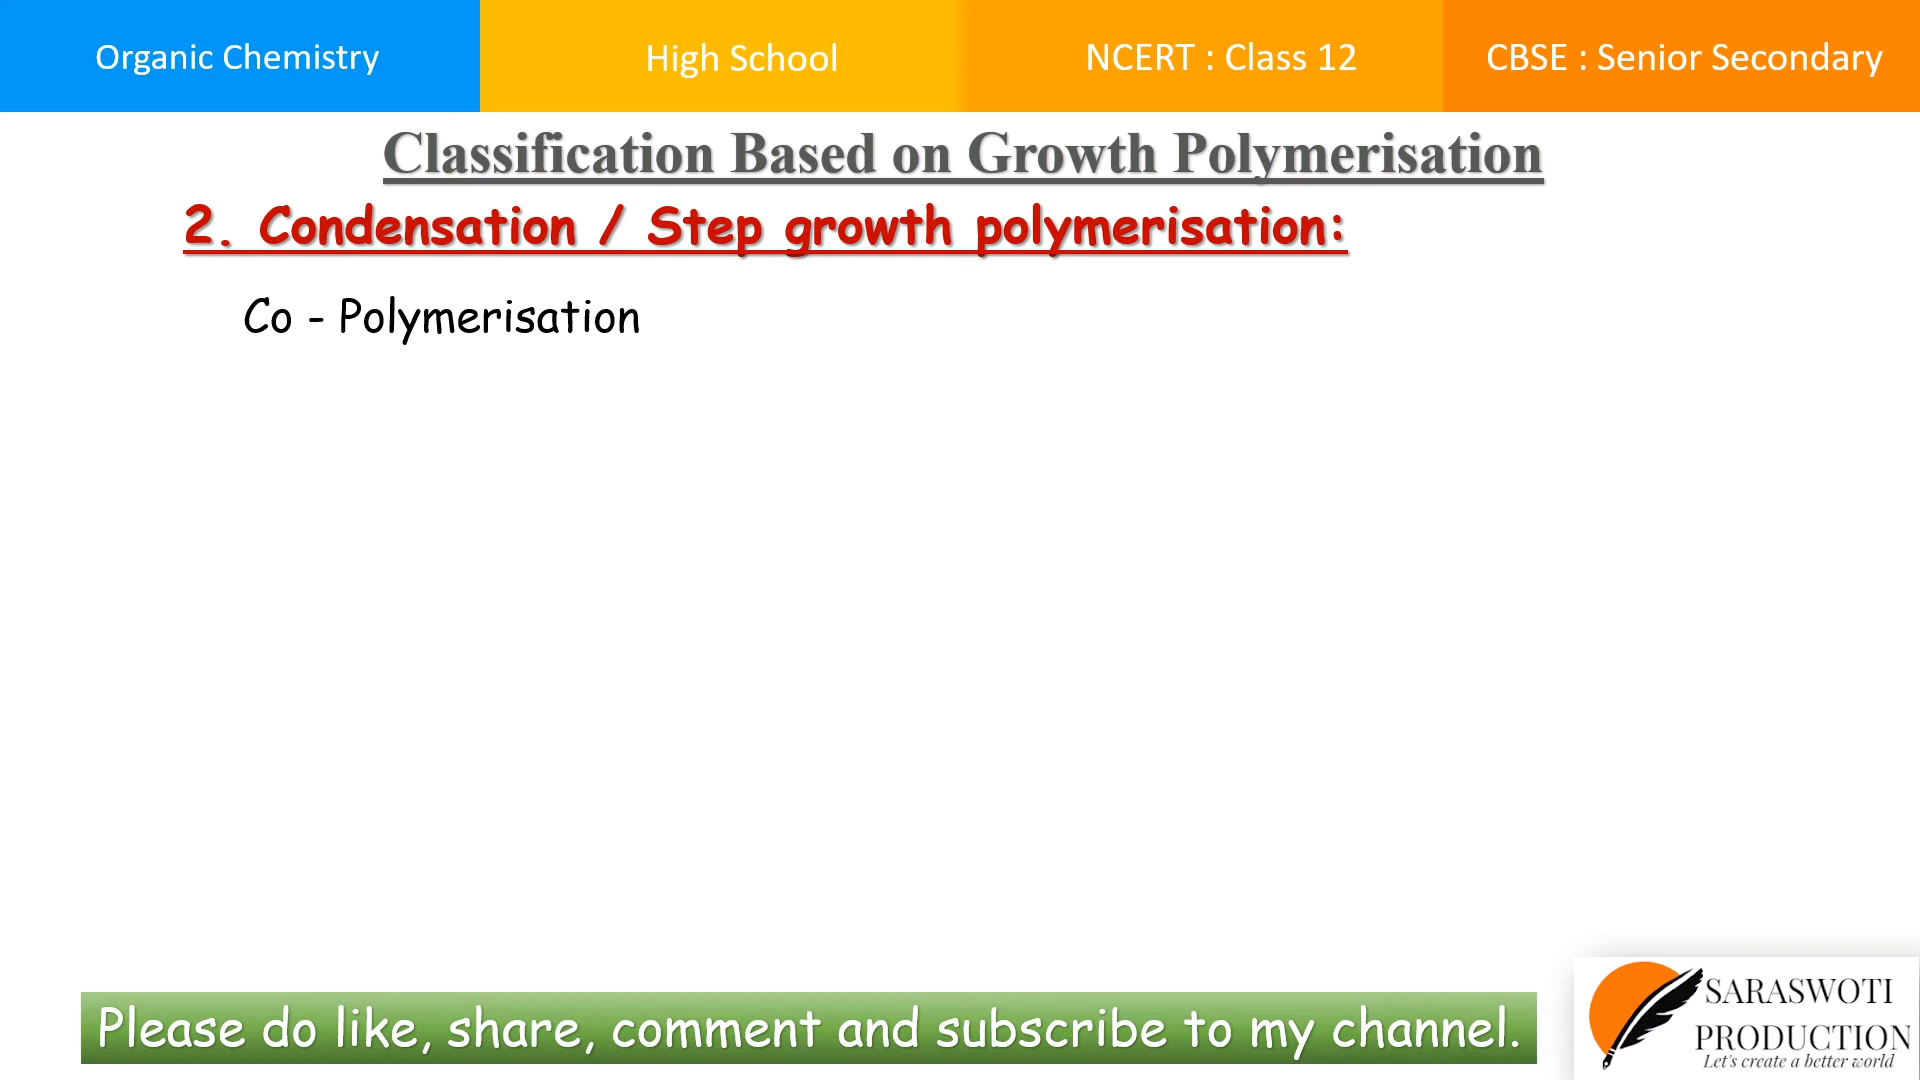 Organic Chemistry
High School
NCERT : Class 12
CBSE : Senior Secondary
Classification Based on Growth Polymerisation
2. Condensation / Step growth polymerisation:
Co - Polymerisation
Please do like, share, comment and subscribe to my channel.
SARASWOTI
PRODUCTION
Let's create a better world